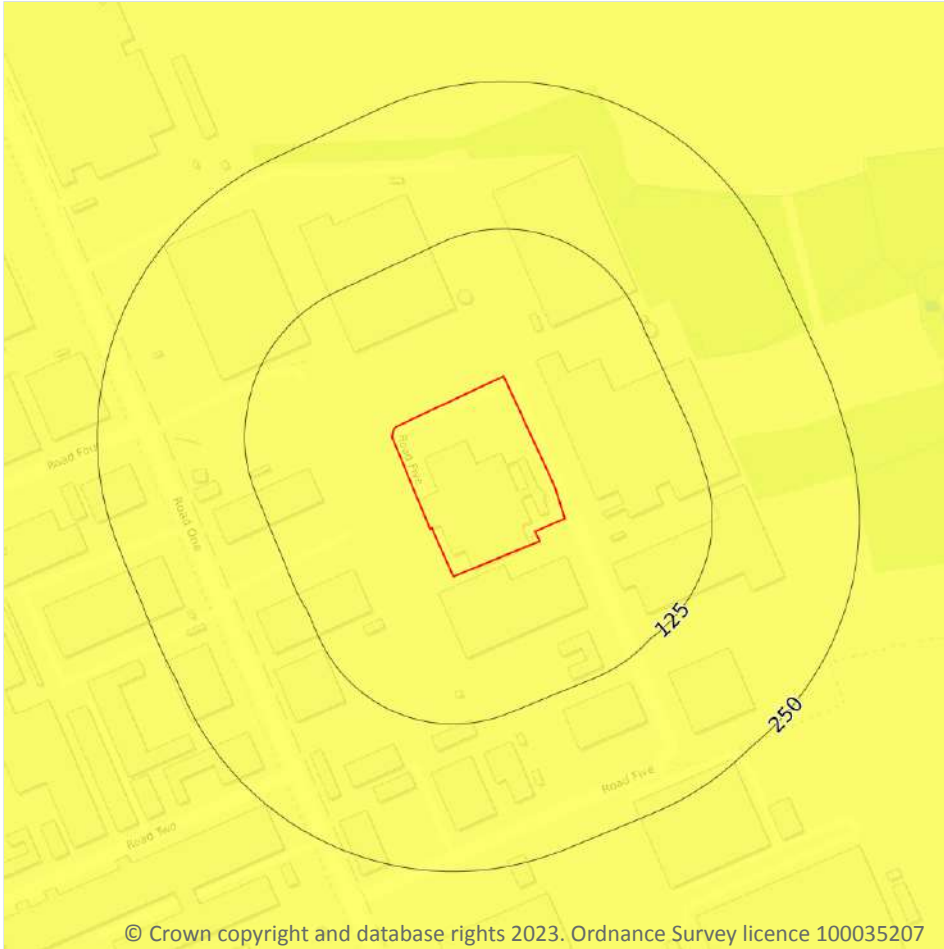 Road Four
Road Five
Road One
125
250
Road Five
Road Two
© Crown copyright and database rights 2023. Ordnance Survey licence 100035207